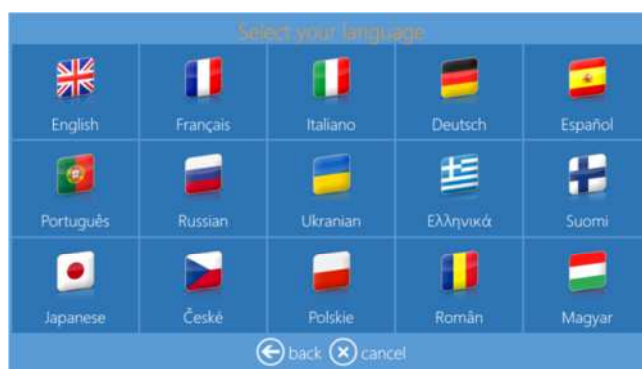 Select your language
English Français Italiano Deutsch Español
Português Russian Ukranian Ελληνικά Suomi
Japanese České Polskie Român Magyar
back cancel